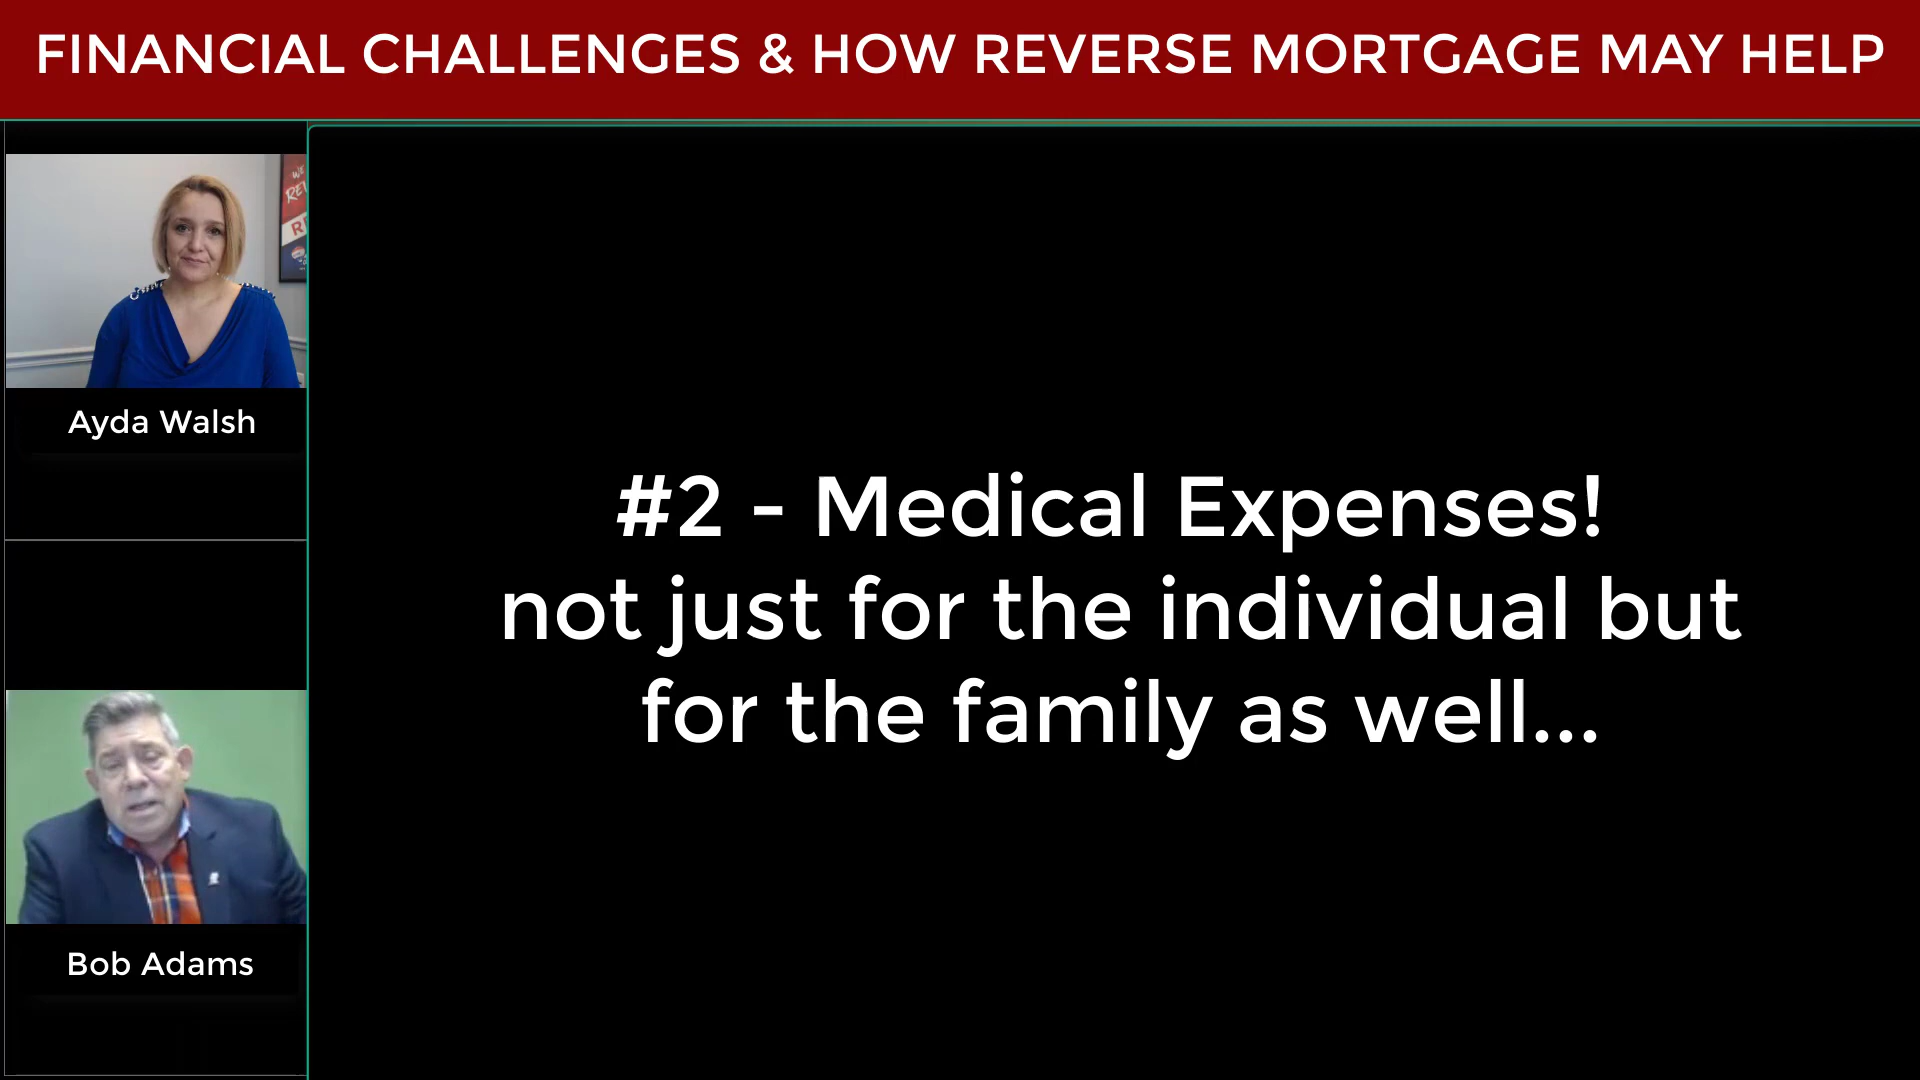 FINANCIAL CHALLENGES & HOW REVERSE MORTGAGE MAY HELP
Ayda Walsh
#2 - Medical Expenses!
not just for the individual but
for the family as well...
Bob Adams